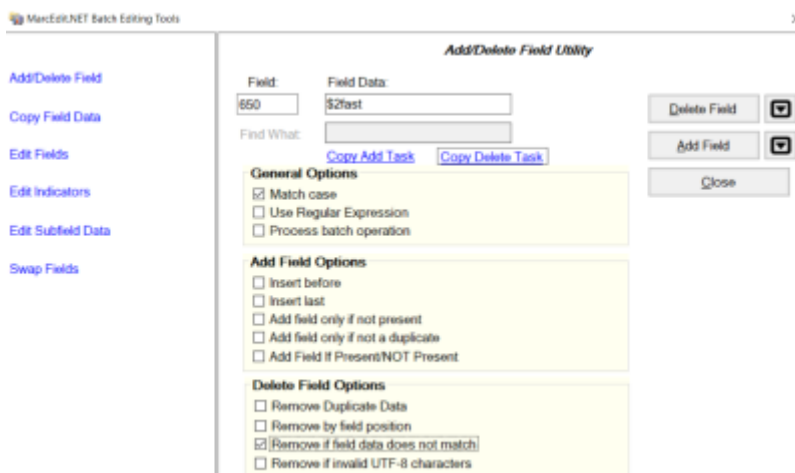 MarcEdit.NET Batch Editing Tools
Add/Delete Field Utility
Add/Delete Field
Copy Field Data
Edit Fields
Edit Indicators
Edit Subfield Data
Swap Fields
Field: Field Data:
650 $2fast
Find What:
Copy Add Task Copy Delete Task
Delete Field
Add Field
Close
General Options
Match case
Use Regular Expression
Process batch operation
Add Field Options
Insert before
Insert last
Add field only if not present
Add field only if not a duplicate
Add Field If Present/NOT Present
Delete Field Options
Remove Duplicate Data
Remove by field position
Remove if field data does not match
Remove if invalid UTF-8 characters